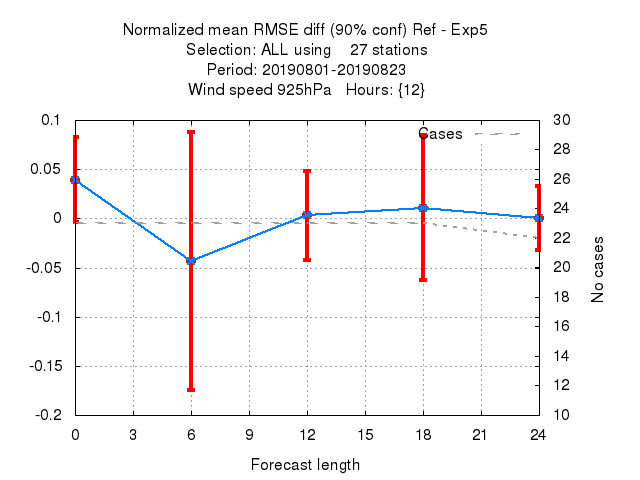 Normalized mean RMSE diff (90% conf) Ref - Exp5
Selection: ALL using    27 stations
Period: 20190801-20190823
Wind speed 925hPa   Hours: {12}
0.1
0.05
0
-0.05
-0.1
-0.15
-0.2
Cases
30
28
26
24
22
20
18
16
14
12
10
No cases
0 3 6 9 12 15 18 21 24
Forecast length